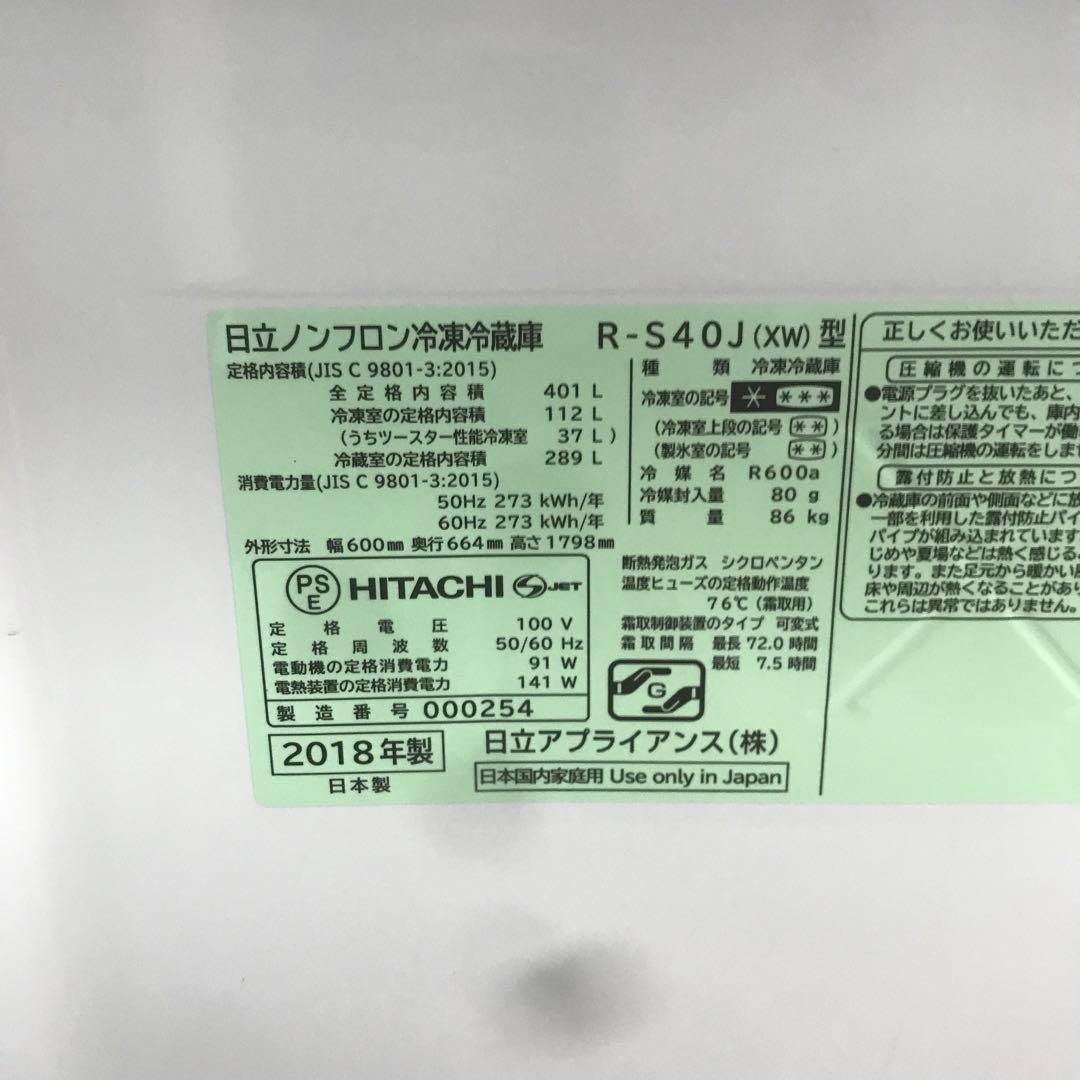 日立ノンフロン冷凍冷蔵庫 R-S40J(XW)型
定格内容積(JIS C 9801-3:2015)
全定格内容積 401 L
冷凍室の定格内容積 112 L
(うちツースター性能冷凍室 37 L)
冷蔵室の定格内容積 289 L
消費電力量(JIS C 9801-3:2015)
50Hz 273 kWh/年
60Hz 273 kWh/年
外形寸法 幅600mm 奥行664mm 高さ1798mm
PS
E
HITACHI JET
定格電圧 100 V
定格周波数 50/60 Hz
電動機の定格消費電力 91 W
電熱装置の定格消費電力 141 W
製造番号 000254
2018年製
日本製
種類 冷凍冷蔵庫
冷凍室の記号 * ***
(冷凍室上段の記号 **)
(製氷室の記号 **)
冷媒名 R600a
冷媒封入量 80 g
質量 86 kg
断熱発泡ガス シクロペンタン
温度ヒューズの定格動作温度
76℃(霜取用)
霜取制御装置のタイプ 可変式
霜取間隔 最長 72.0 時間
最短 7.5 時間
G
日立アプライアンス(株)
日本国内家庭用 Use only in Japan
正しくお使いいただ
圧縮機の運転につ
●電源プラグを抜いたあと、
ントに差し込んでも、庫内
る場合は保護タイマーが働
分間は圧縮機の運転をしま
露付防止と放熱につ
●冷蔵庫の前面や側面などに放
一部を利用した露付防止パイ
パイプが組み込まれています
じめや夏場などは熱く感じる
ります。また足元から暖かい
床や周辺が熱くなることがあり
これらは異常ではありません。